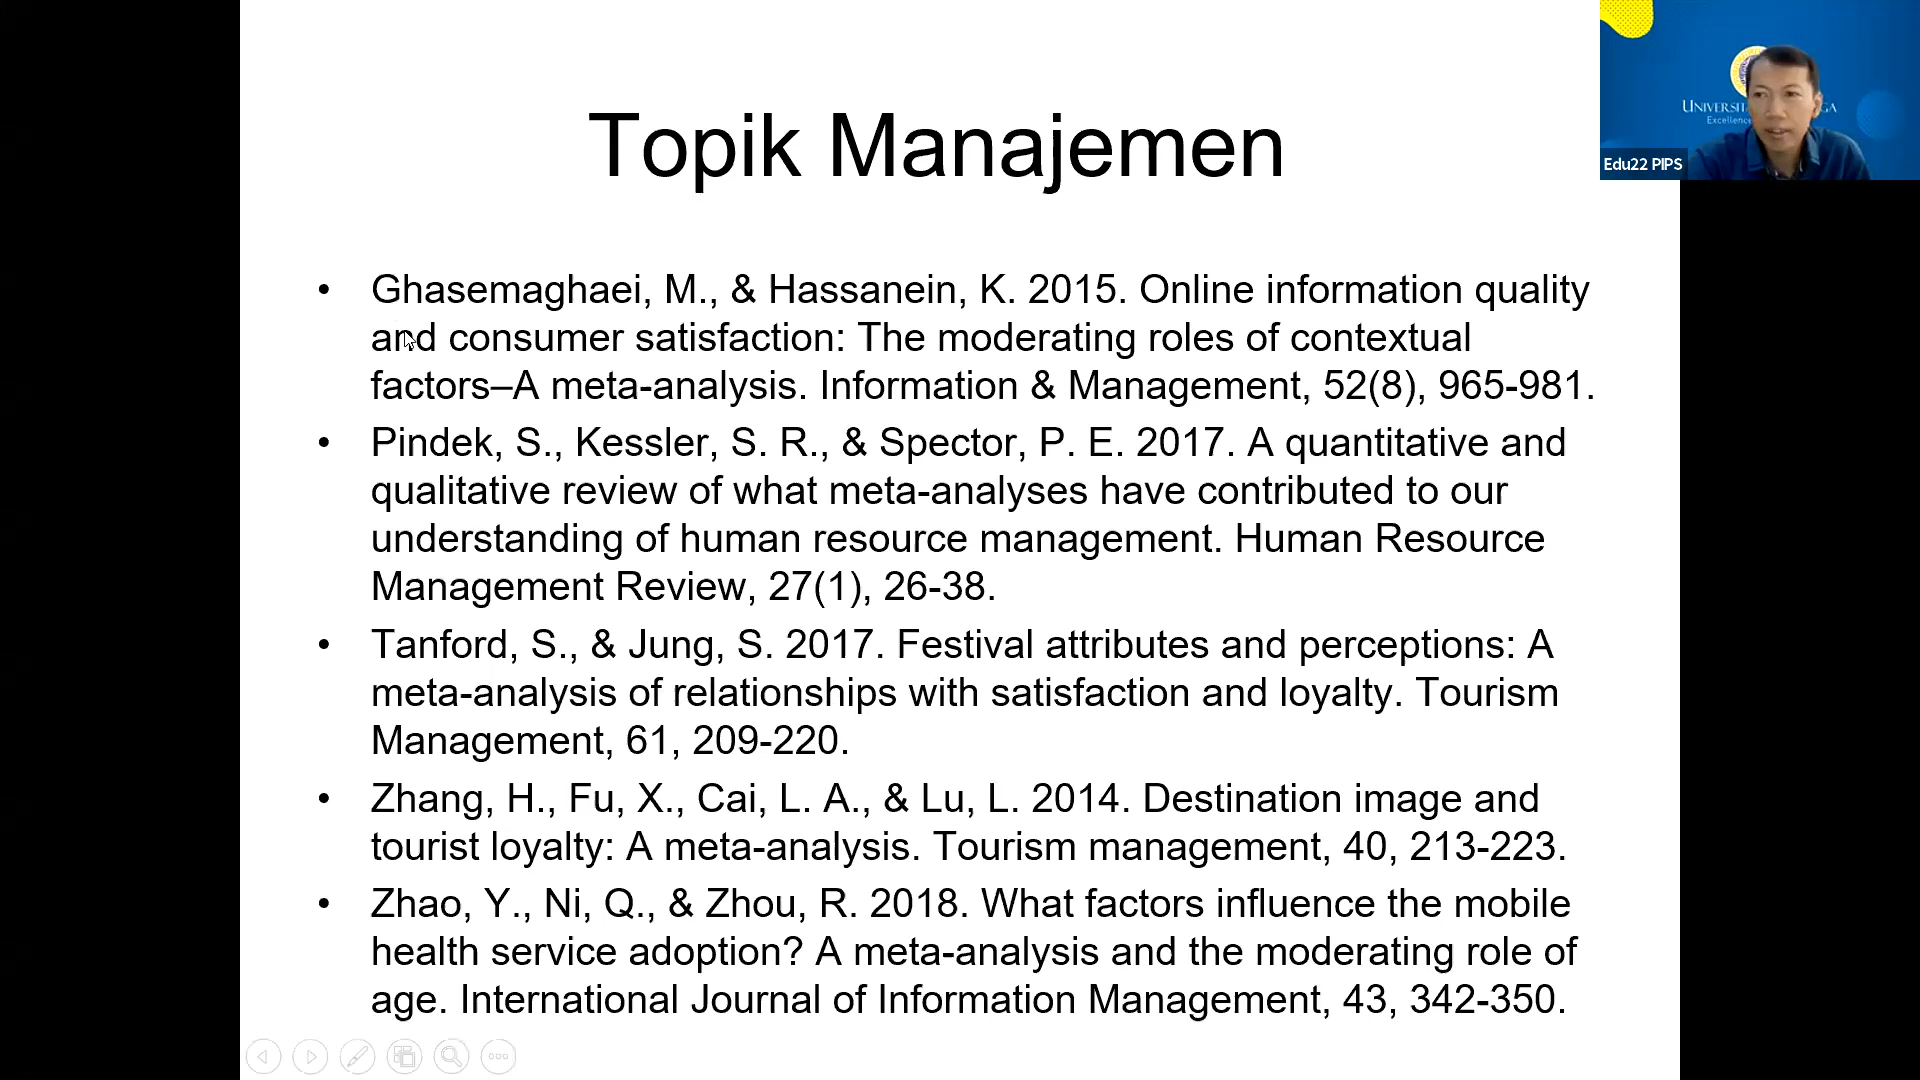 Topik Manajemen
• Ghasemaghaei, M., & Hassanein, K. 2015. Online information quality
and consumer satisfaction: The moderating roles of contextual
factors–A meta-analysis. Information & Management, 52(8), 965-981.
• Pindek, S., Kessler, S. R., & Spector, P. E. 2017. A quantitative and
qualitative review of what meta-analyses have contributed to our
understanding of human resource management. Human Resource
Management Review, 27(1), 26-38.
• Tanford, S., & Jung, S. 2017. Festival attributes and perceptions: A
meta-analysis of relationships with satisfaction and loyalty. Tourism
Management, 61, 209-220.
• Zhang, H., Fu, X., Cai, L. A., & Lu, L. 2014. Destination image and
tourist loyalty: A meta-analysis. Tourism management, 40, 213-223.
• Zhao, Y., Ni, Q., & Zhou, R. 2018. What factors influence the mobile
health service adoption? A meta-analysis and the moderating role of
age. International Journal of Information Management, 43, 342-350.
Excellence
Edu22 PIPS